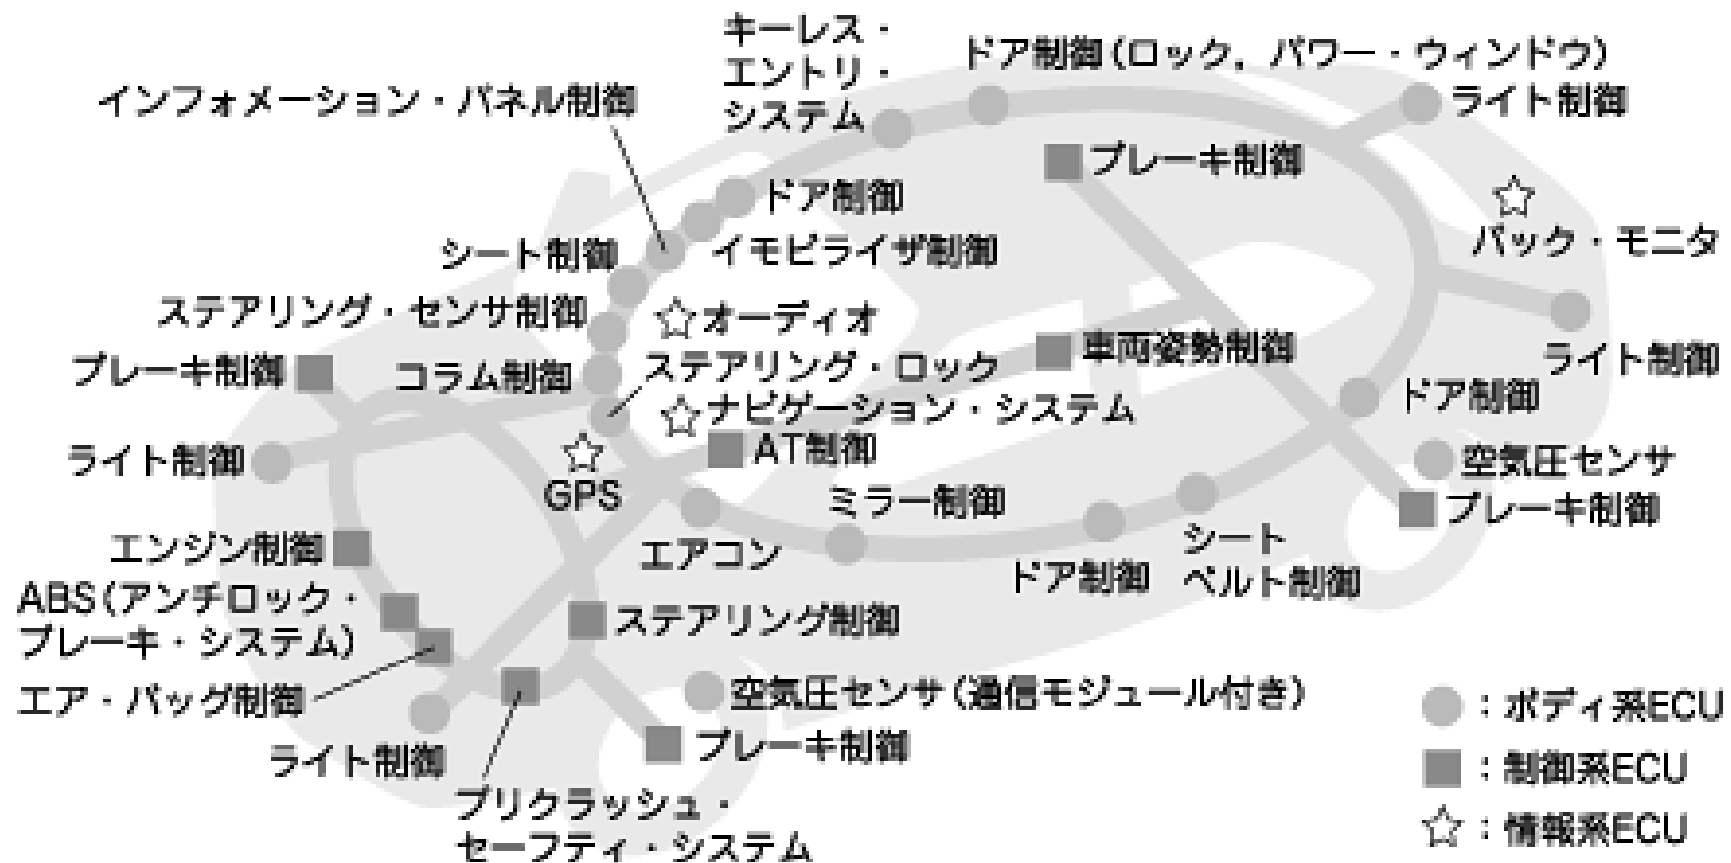 キーレス・
エントリ・
システム
ドア制御(ロック，パワー・ウィンドウ)
インフォメーション・パネル制御
ライト制御
ブレーキ制御
ドア制御
バック・モニタ
シート制御
イモビライザ制御
ステアリング・センサ制御
オーディオ
ブレーキ制御
コラム制御
ステアリング・ロック
車両姿勢制御
ライト制御
ナビゲーション・システム
ドア制御
ライト制御
AT制御
空気圧センサ
GPS
ミラー制御
ブレーキ制御
エンジン制御
エアコン
ドア制御
シート
ベルト制御
ABS(アンチロック・
ブレーキ・システム)
ステアリング制御
エア・バッグ制御
空気圧センサ(通信モジュール付き)
ライト制御
ブレーキ制御
プリクラッシュ・
セーフティ・システム
：ボディ系ECU
：制御系ECU
：情報系ECU